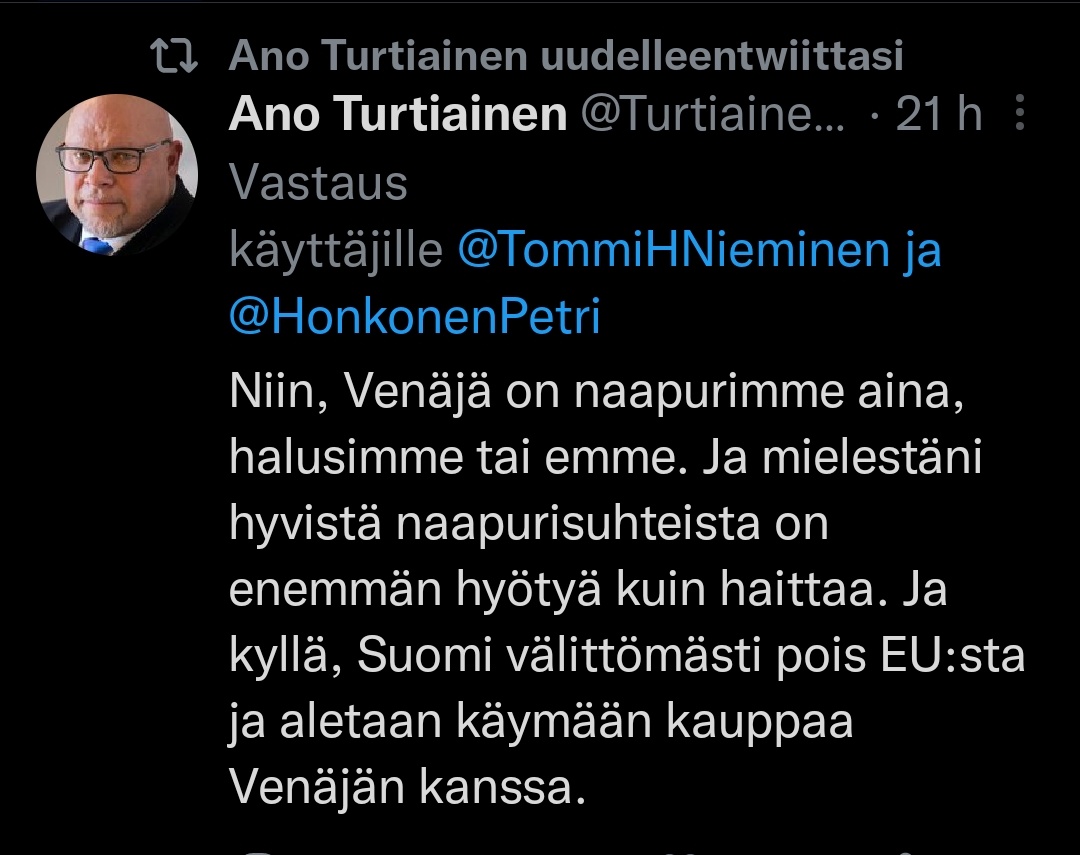 Ano Turtiainen uudelleentwiittasi
Ano Turtiainen @Turtiaine... · 21 h
Vastaus
käyttäjille @TommiHNieminen ja
@HonkonenPetri
Niin, Venäjä on naapurimme aina,
halusimme tai emme. Ja mielestäni
hyvistä naapurisuhteista on
enemmän hyötyä kuin haittaa. Ja
kyllä, Suomi välittömästi pois EU:sta
ja aletaan käymään kauppaa
Venäjän kanssa.